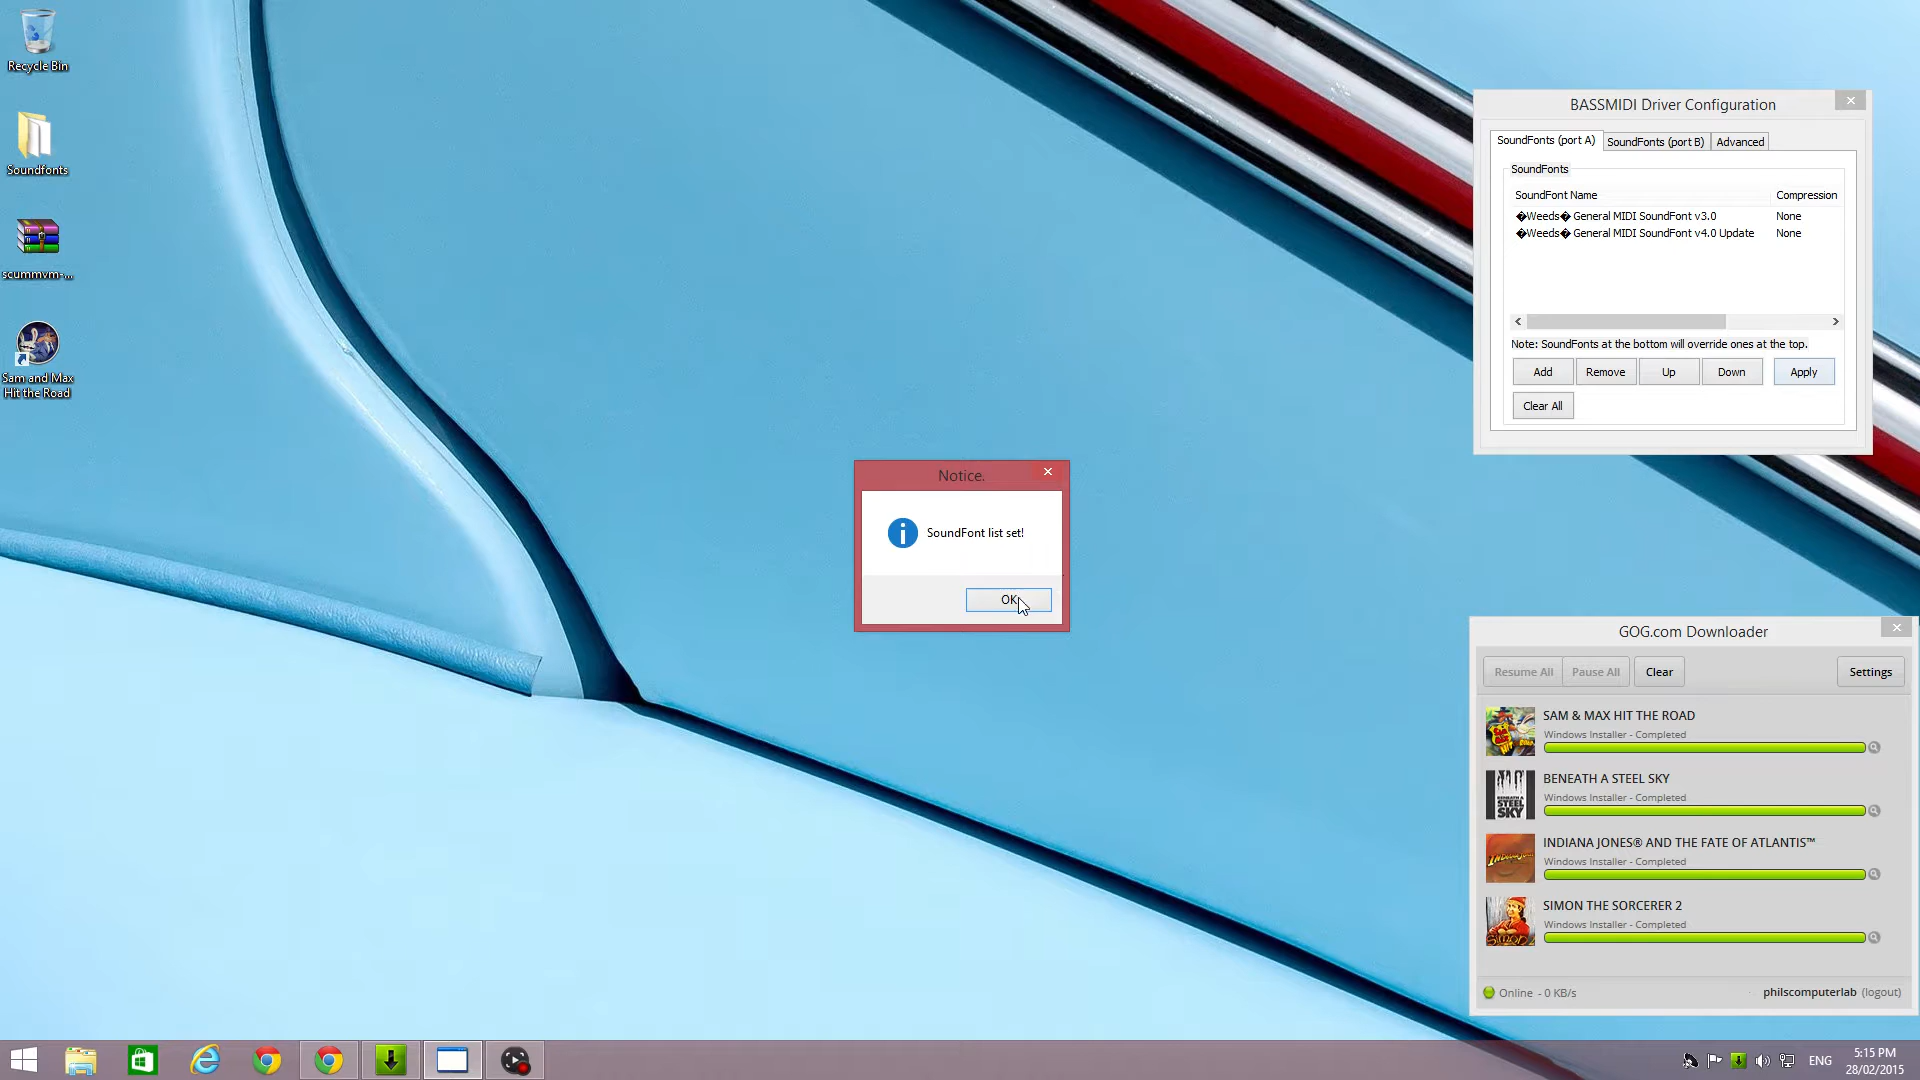 Recycle Bin
Soundfonts
scummvm-...
Sam and Max
Hit the Road
BASSMIDI Driver Configuration
SoundFonts (port A) SoundFonts (port B) Advanced
SoundFonts
SoundFont Name Compression
�Weeds� General MIDI SoundFont v3.0 None
�Weeds� General MIDI SoundFont v4.0 Update None
Note: SoundFonts at the bottom will override ones at the top.
Add Remove Up Down Apply
Clear All
Notice.
SoundFont list set!
OK
GOG.com Downloader
Resume All Pause All Clear Settings
SAM & MAX HIT THE ROAD
Windows Installer - Completed
BENEATH A STEEL SKY
Windows Installer - Completed
BENEATH A
STEEL
SKY
INDIANA JONES® AND THE FATE OF ATLANTIS™
Windows Installer - Completed
SIMON THE SORCERER 2
Windows Installer - Completed
Simon
Online - 0 KB/s philscomputerlab (logout)
ENG
5:15 PM
28/02/2015